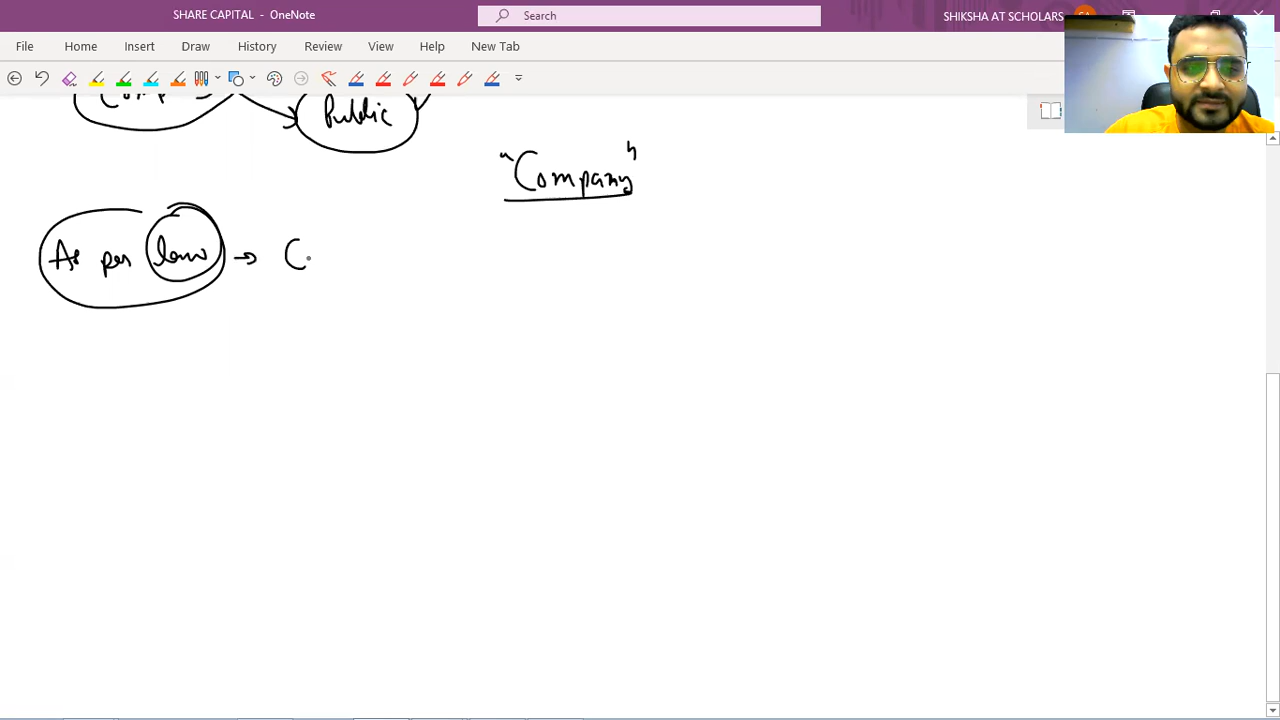 SHARE CAPITAL - OneNote
Search
SHIKSHA AT SCHOLARS
File Home Insert Draw History Review View Help New Tab
Public
"Company"
As per law → C